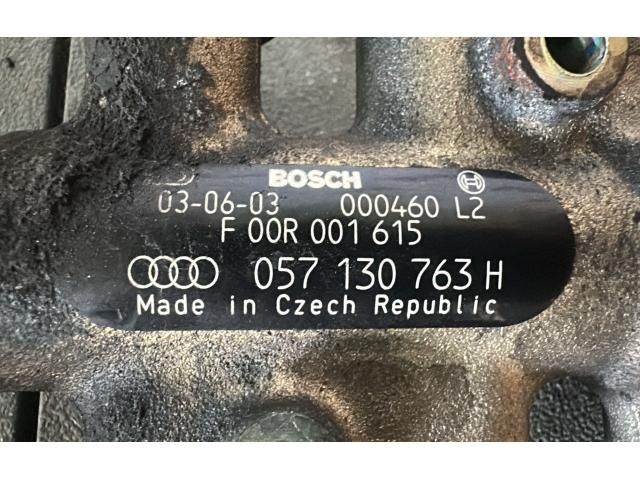 BOSCH
03-06-03 000460 L2
F 00R 001 615
057 130 763 H
Made in Czech Republic